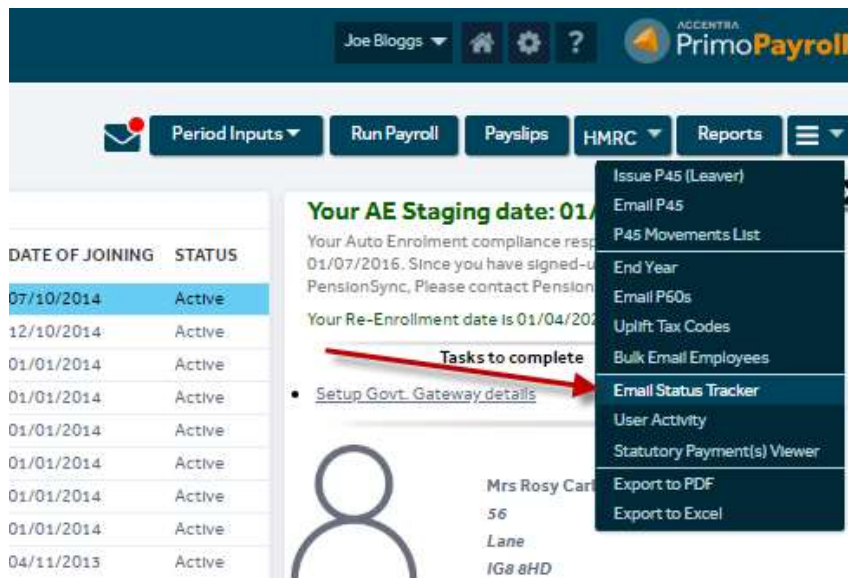 Joe Bloggs
?
ACCENTRA
PrimoPayroll
Period Inputs
Run Payroll
Payslips
HMRC
Reports
DATE OF JOINING STATUS
07/10/2014 Active
12/10/2014 Active
01/01/2014 Active
01/01/2014 Active
01/01/2014 Active
01/01/2014 Active
01/01/2014 Active
01/01/2014 Active
04/11/2013 Active
Your AE Staging date: 01/
Your Auto Enrolment compliance resp
01/07/2016. Since you have signed-u
PensionSync, Please contact Pension
Your Re-Enrollment date is 01/04/202
Tasks to complete
• Setup Govt. Gateway details
Mrs Rosy Carl
56
Lane
IG8 8HD
Issue P45 (Leaver)
Email P45
P45 Movements List
End Year
Email P60s
Uplift Tax Codes
Bulk Email Employees
Email Status Tracker
User Activity
Statutory Payment(s) Viewer
Export to PDF
Export to Excel